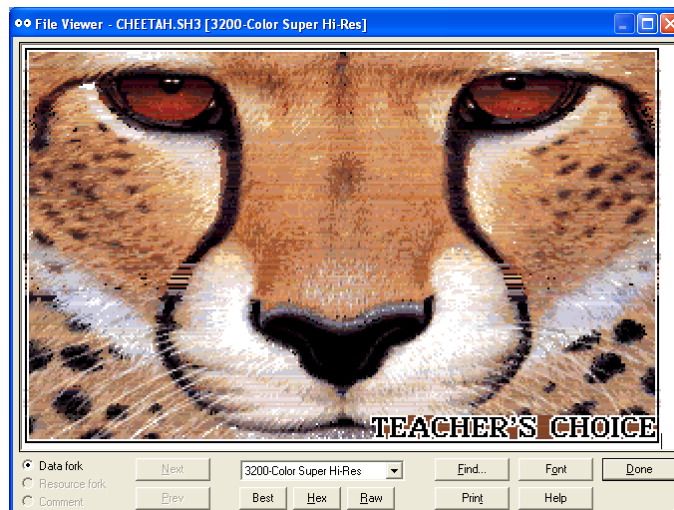 File Viewer - CHEETAH.SH3 [3200-Color Super Hi-Res]
TEACHER'S CHOICE
Data fork
Resource fork
Comment
Next
Prev
3200-Color Super Hi-Res
Best
Hex
Raw
Find...
Font
Done
Print
Help